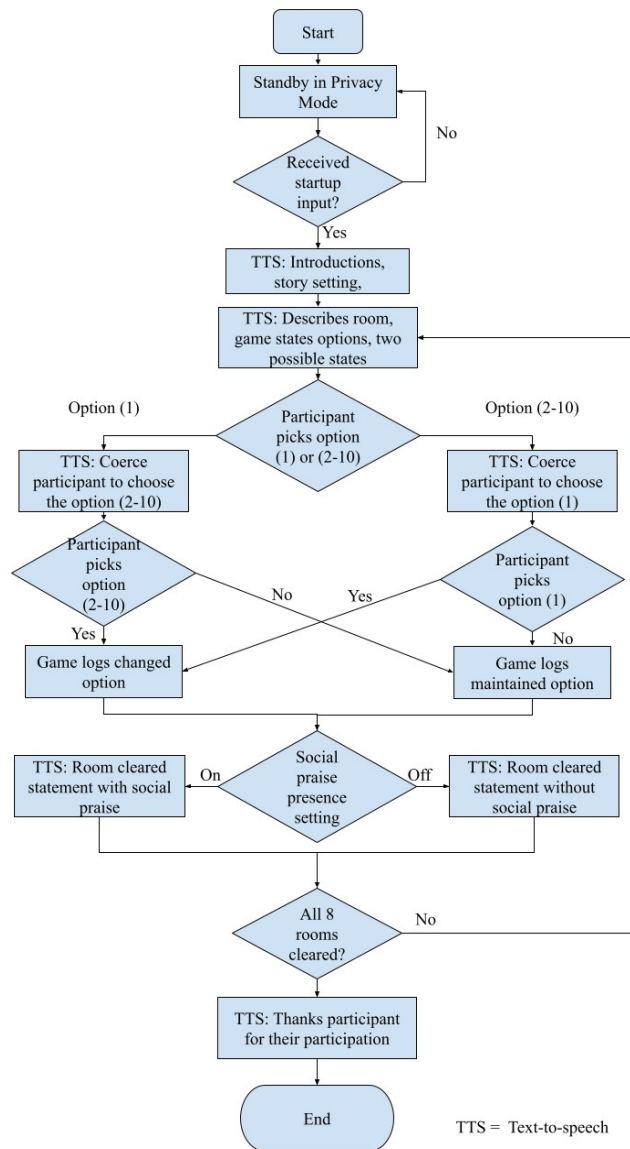 Start
Standby in Privacy
Mode
No
Received
startup
input?
Yes
TTS: Introductions,
story setting,
TTS: Describes room,
game states options, two
possible states
Option (1)
Participant
picks option
(1) or (2-10)
Option (2-10)
TTS: Coerce
participant to choose
the option (2-10)
TTS: Coerce
participant to choose
the option (1)
Participant
picks
option
(2-10)
No
Yes
Participant
picks
option (1)
Yes
No
Game logs changed
option
Game logs
maintained option
TTS: Room cleared
statement with social
praise
On
Social
praise
presence
setting
Off
TTS: Room cleared
statement without
social praise
All 8
rooms
cleared?
No
TTS: Thanks participant
for their participation
End
TTS = Text-to-speech